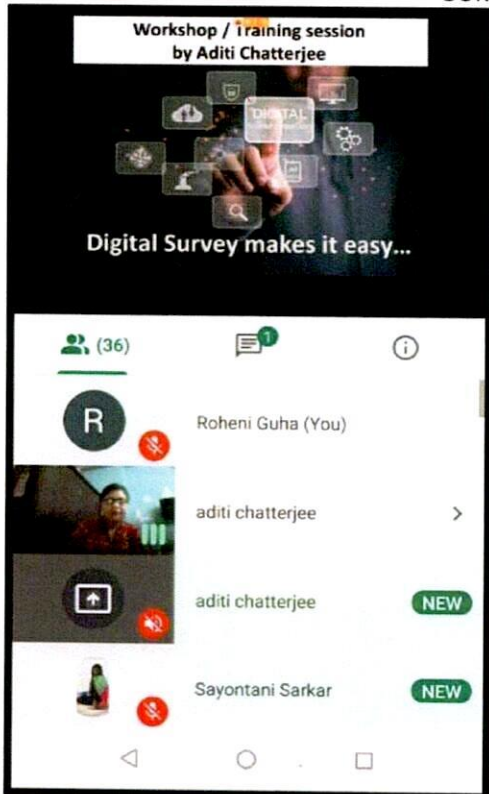 Workshop / Training session
by Aditi Chatterjee
DIGITAL
Digital Survey makes it easy...
(36)
1
R
Roheni Guha (You)
aditi chatterjee
aditi chatterjee
NEW
Sayontani Sarkar
NEW